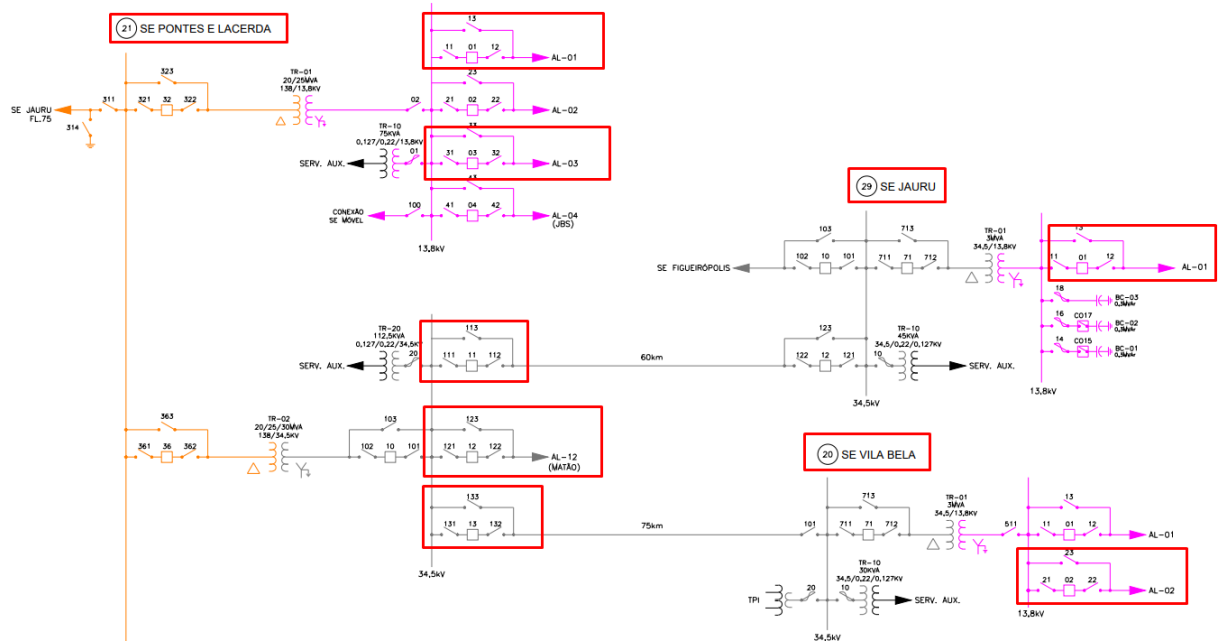 21 SE PONTES E LACERDA
13
11 01 12 AL-01
323
TR-01
20/25MVA
138/13,8KV
23
SE JAURU
FL.75
311 321 32 322
02 21 02 22 AL-02
314
TR-10
75KVA
0,127/0,22/13,8KV
33
SERV. AUX. 01 31 03 32 AL-03
43
CONEXÃO
SE MÓVEL
100 41 04 42 AL-04
(JBS)
13.8kV
29 SE JAURU
103 713
TR-01
3MVA
34,5/13,8KV
13
SE FIGUEIRÓPOLIS 102 10 101 711 71 712
11 01 12 AL-01
18 BC-03
0,3MVAr
16 CO17 BC-02
0,3MVAr
14 CO15 BC-01
0,3MVAr
13.8kV
TR-20
112,5KVA
0,127/0,22/34,5KV
113
SERV. AUX. 20 111 11 112
60km
123
122 12 121
TR-10
45KVA
34,5/0,22/0,127KV
10 SERV. AUX.
34,5kV
363
361 36 362
TR-02
20/25/30MVA
138/34,5KV
103
102 10 101
123
121 12 122 AL-12
(MATÃO)
133
131 13 132
75km
34,5kV
20 SE VILA BELA
713
TR-01
3MVA
34,5/13,8KV
13
101 711 71 712 511 11 01 12 AL-01
TR-10
30KVA
34,5/0,22/0,127KV
TPI 20 10 SERV. AUX.
23
21 02 22 AL-02
34,5kV
13.8kV